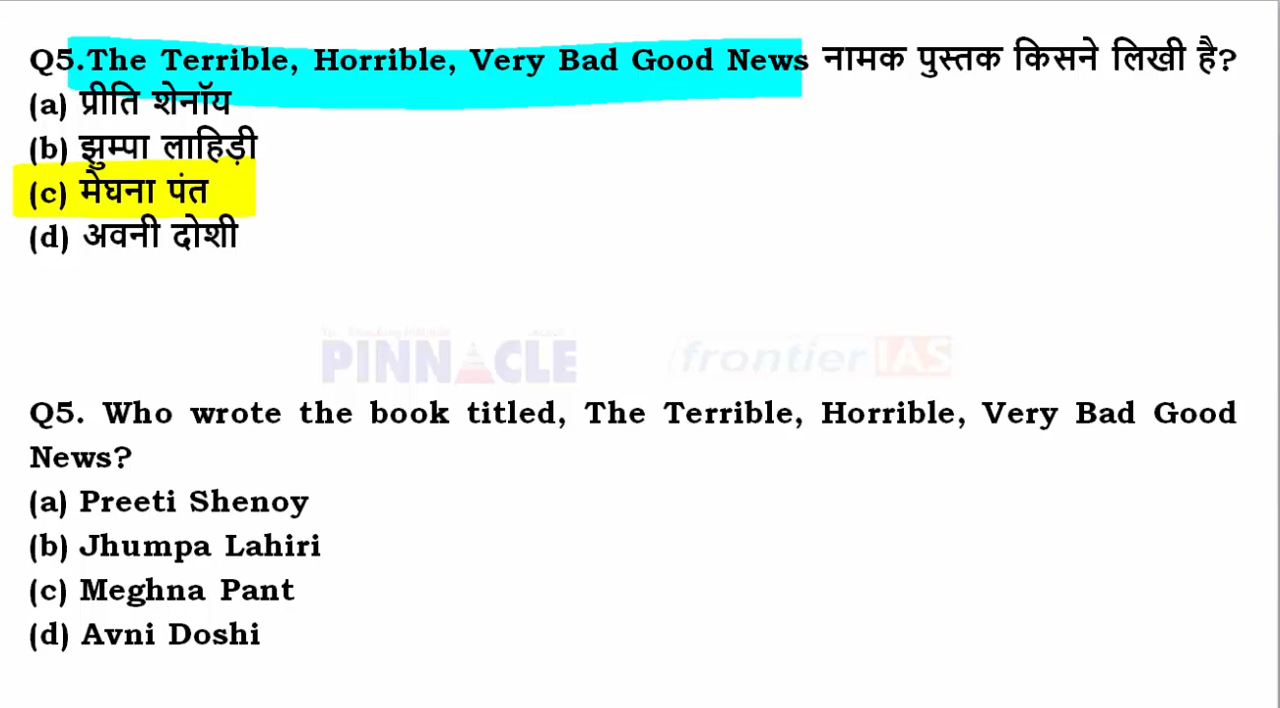 Q5.The Terrible, Horrible, Very Bad Good News नामक पुस्तक किसने लिखी है?
(a) प्रीति शेनॉय
(b) झुम्पा लाहिड़ी
(c) मेघना पंत
(d) अवनी दोशी
PINNACLE frontier IAS
Q5. Who wrote the book titled, The Terrible, Horrible, Very Bad Good
News?
(a) Preeti Shenoy
(b) Jhumpa Lahiri
(c) Meghna Pant
(d) Avni Doshi